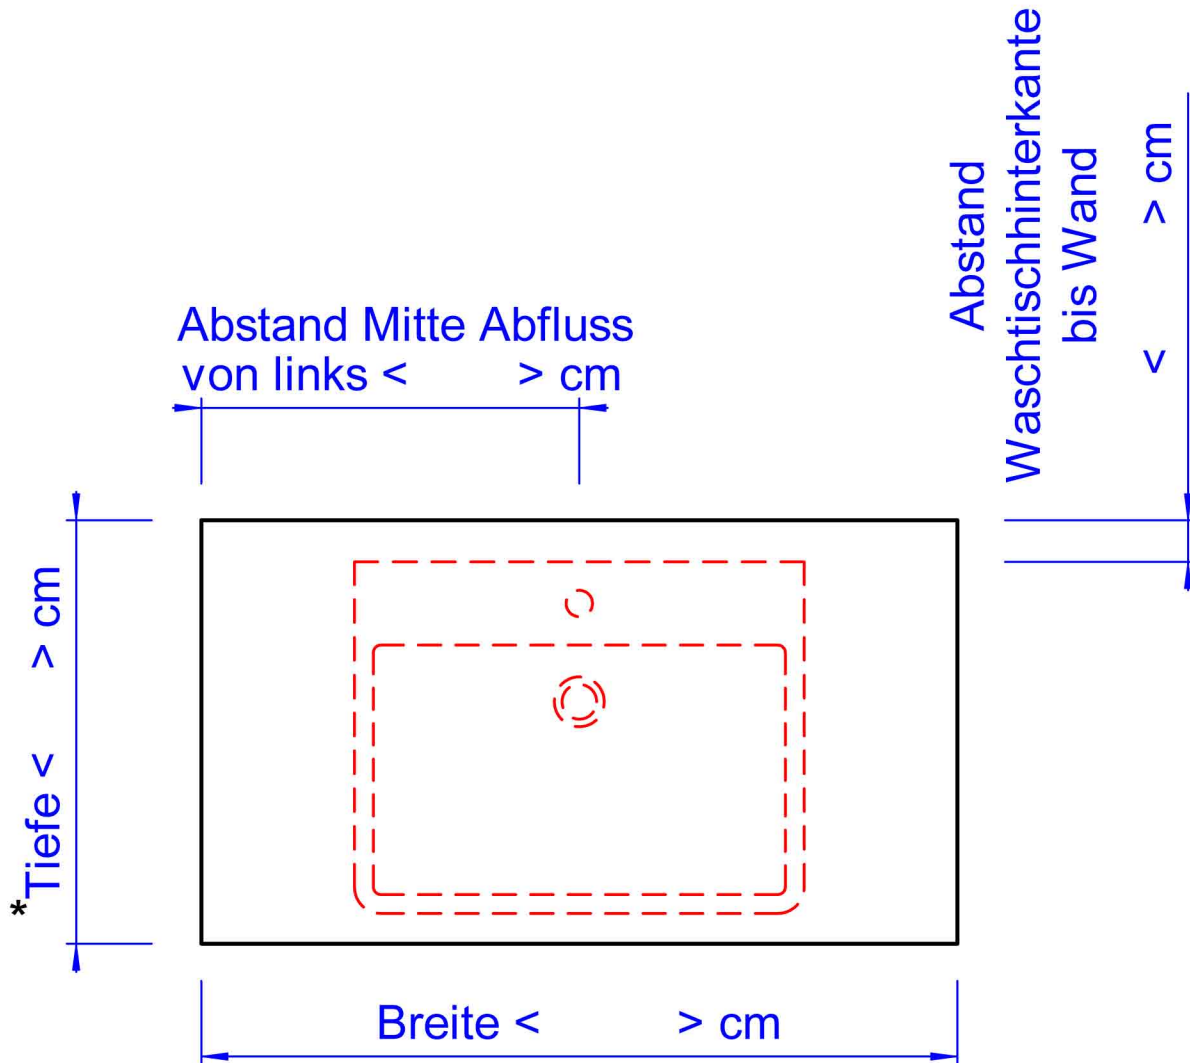 Abstand
Waschtischhinterkante
bis Wand
< > cm
Abstand Mitte Abfluss
von links < > cm
*Tiefe < > cm
Breite < > cm